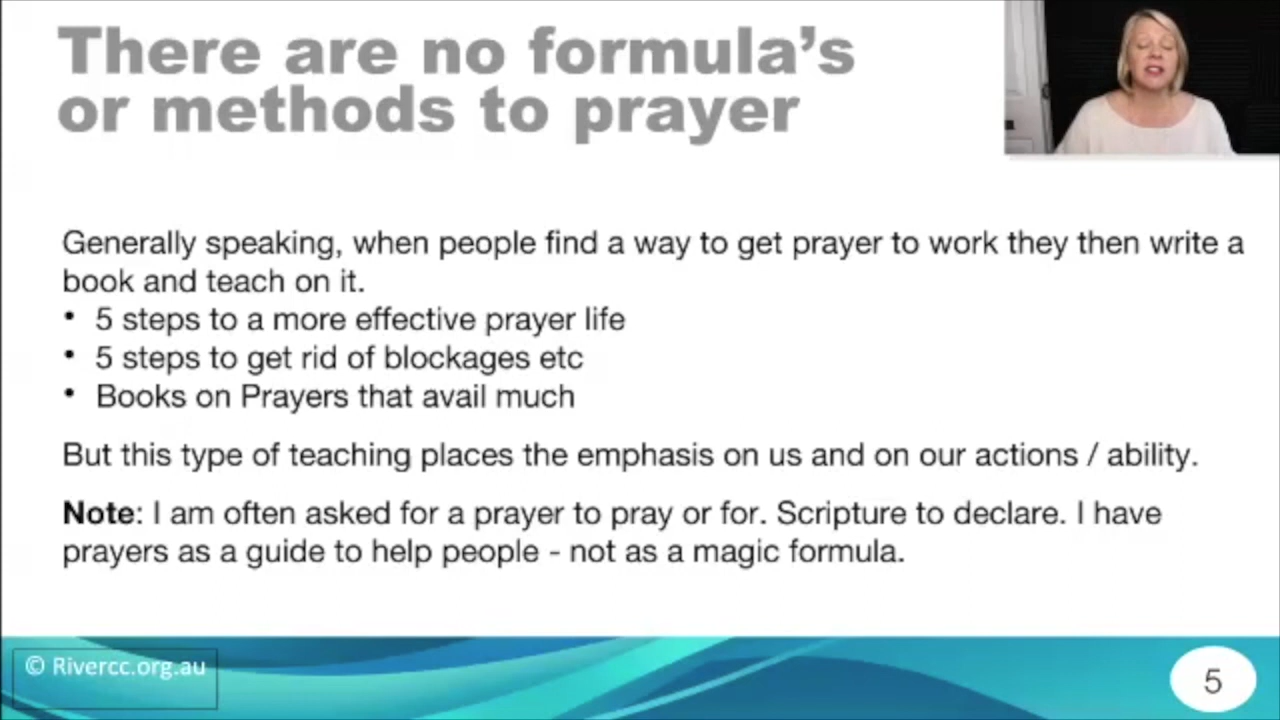 There are no formula’s
or methods to prayer
Generally speaking, when people find a way to get prayer to work they then write a
book and teach on it.
• 5 steps to a more effective prayer life
• 5 steps to get rid of blockages etc
• Books on Prayers that avail much
But this type of teaching places the emphasis on us and on our actions / ability.
Note: I am often asked for a prayer to pray or for. Scripture to declare. I have
prayers as a guide to help people - not as a magic formula.
© Rivercc.org.au
5